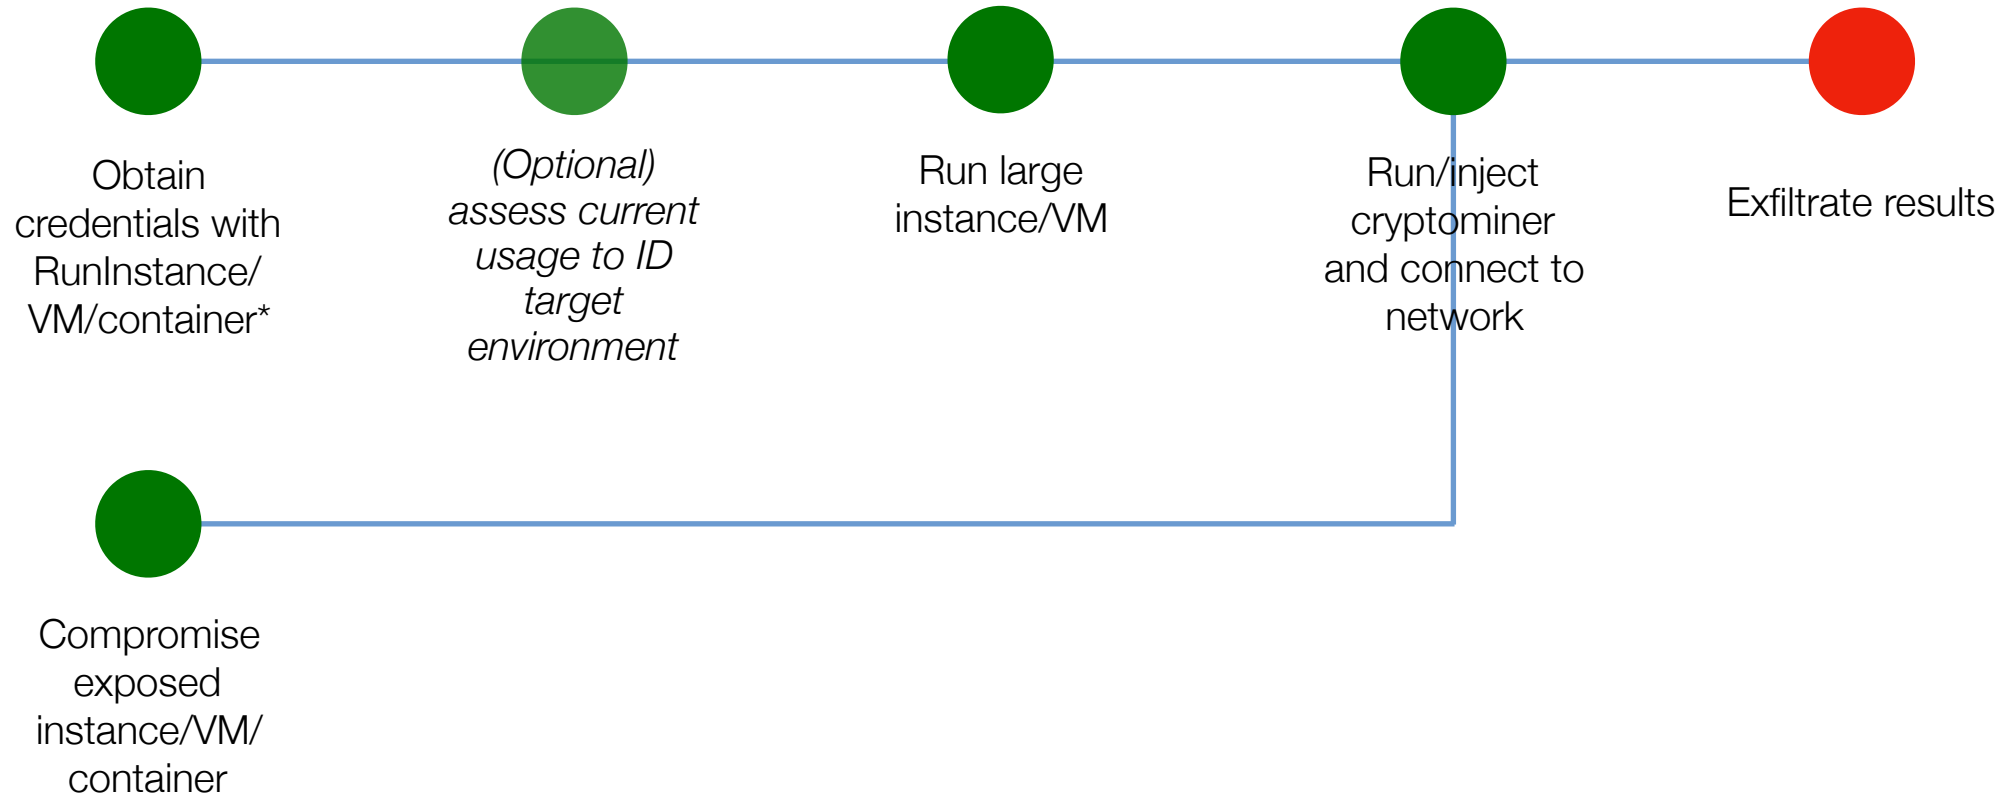 Obtain
credentials with
RunInstance/
VM/container*
(Optional)
assess current
usage to ID
target
environment
Run large
instance/VM
Run/inject
cryptominer
and connect to
network
Exfiltrate results
Compromise
exposed
instance/VM/
container